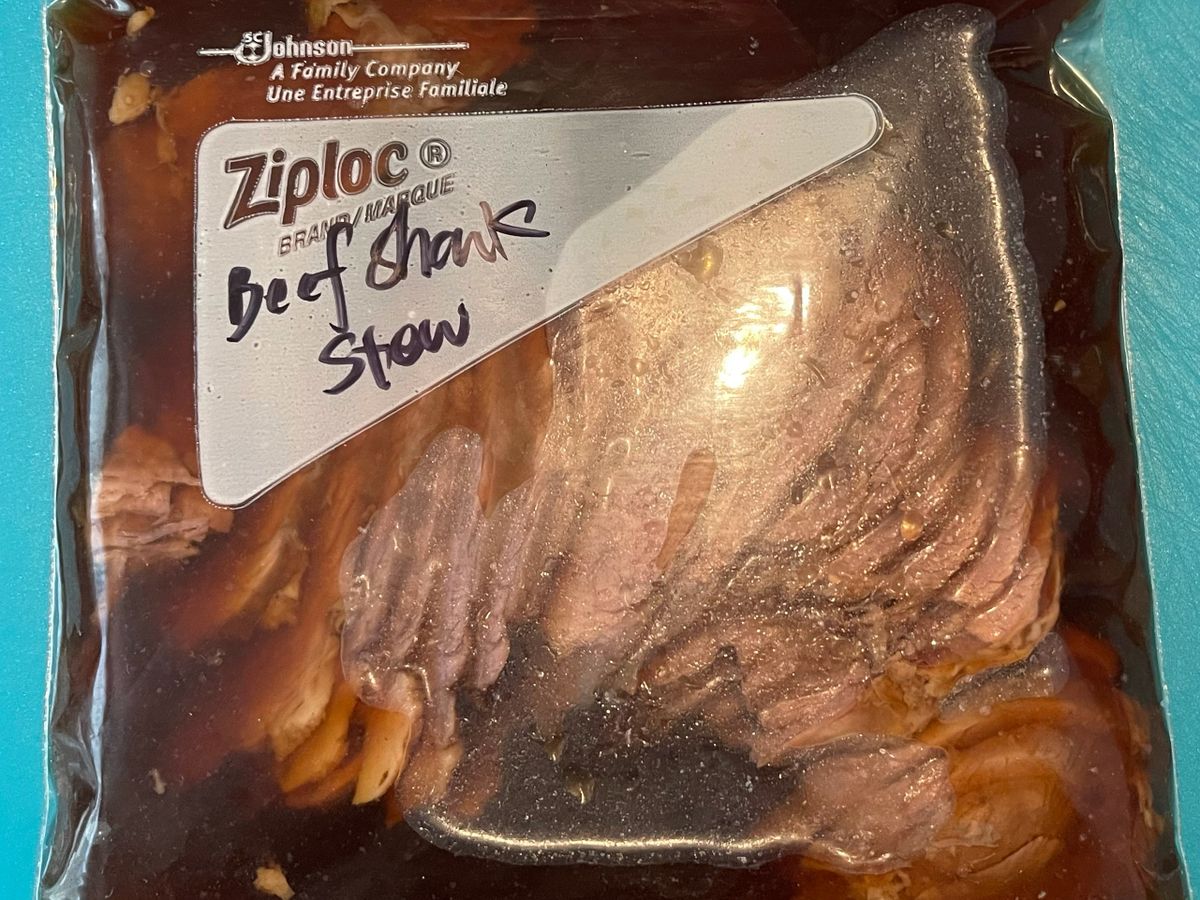 SC Johnson
A Family Company
Une Entreprise Familiale
Ziploc ®
BRAND/MARQUE
Beef Shank
Stew